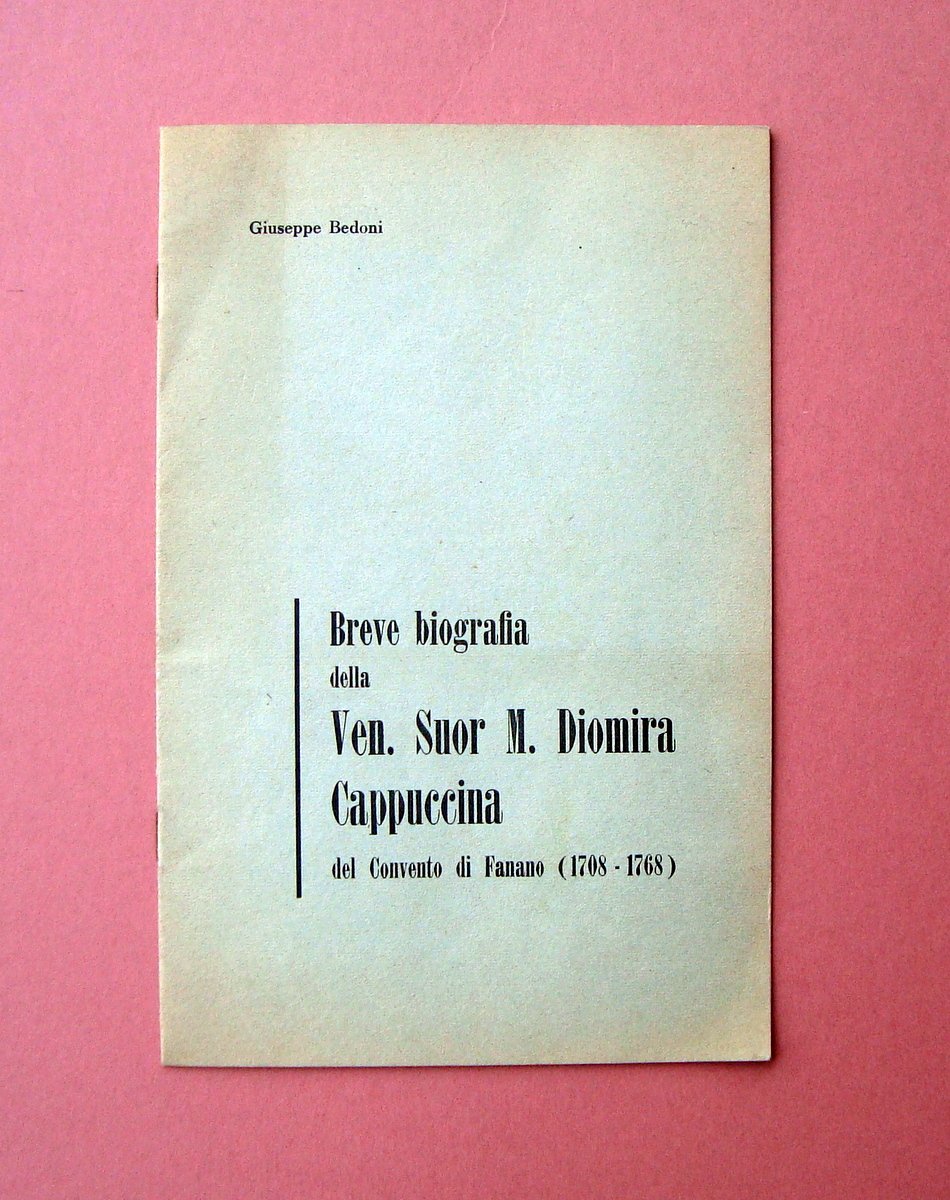 Giuseppe Bedoni
Breve biografia
della
Ven. Suor M. Diomira
Cappuccina
del Convento di Fanano (1708 - 1768)